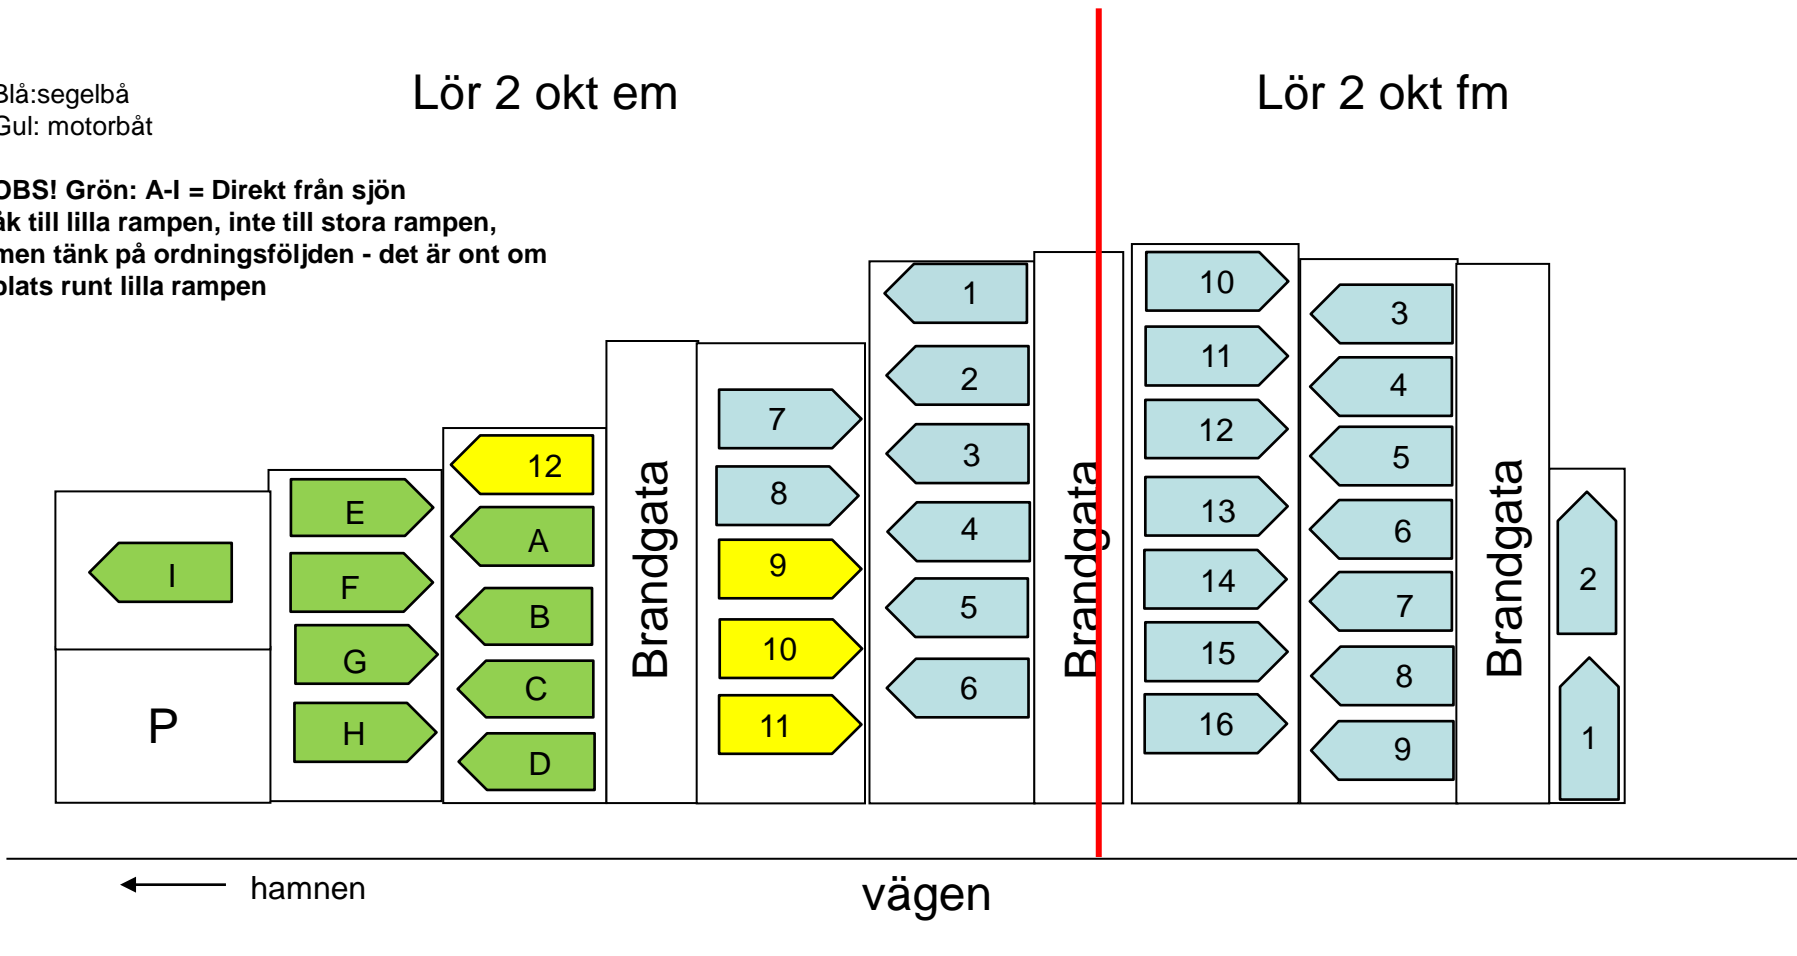 Lör 2 okt em
Lör 2 okt fm
Blå:segelbå
Gul: motorbåt
OBS! Grön: A-I = Direkt från sjön
åk till lilla rampen, inte till stora rampen,
men tänk på ordningsföljden - det är ont om
plats runt lilla rampen
I
P
E
F
G
H
12
A
B
C
D
Brandgata
7
8
9
10
11
1
2
3
4
5
6
Brandgata
10
11
12
13
14
15
16
3
4
5
6
7
8
9
Brandgata
2
1
hamnen
vägen